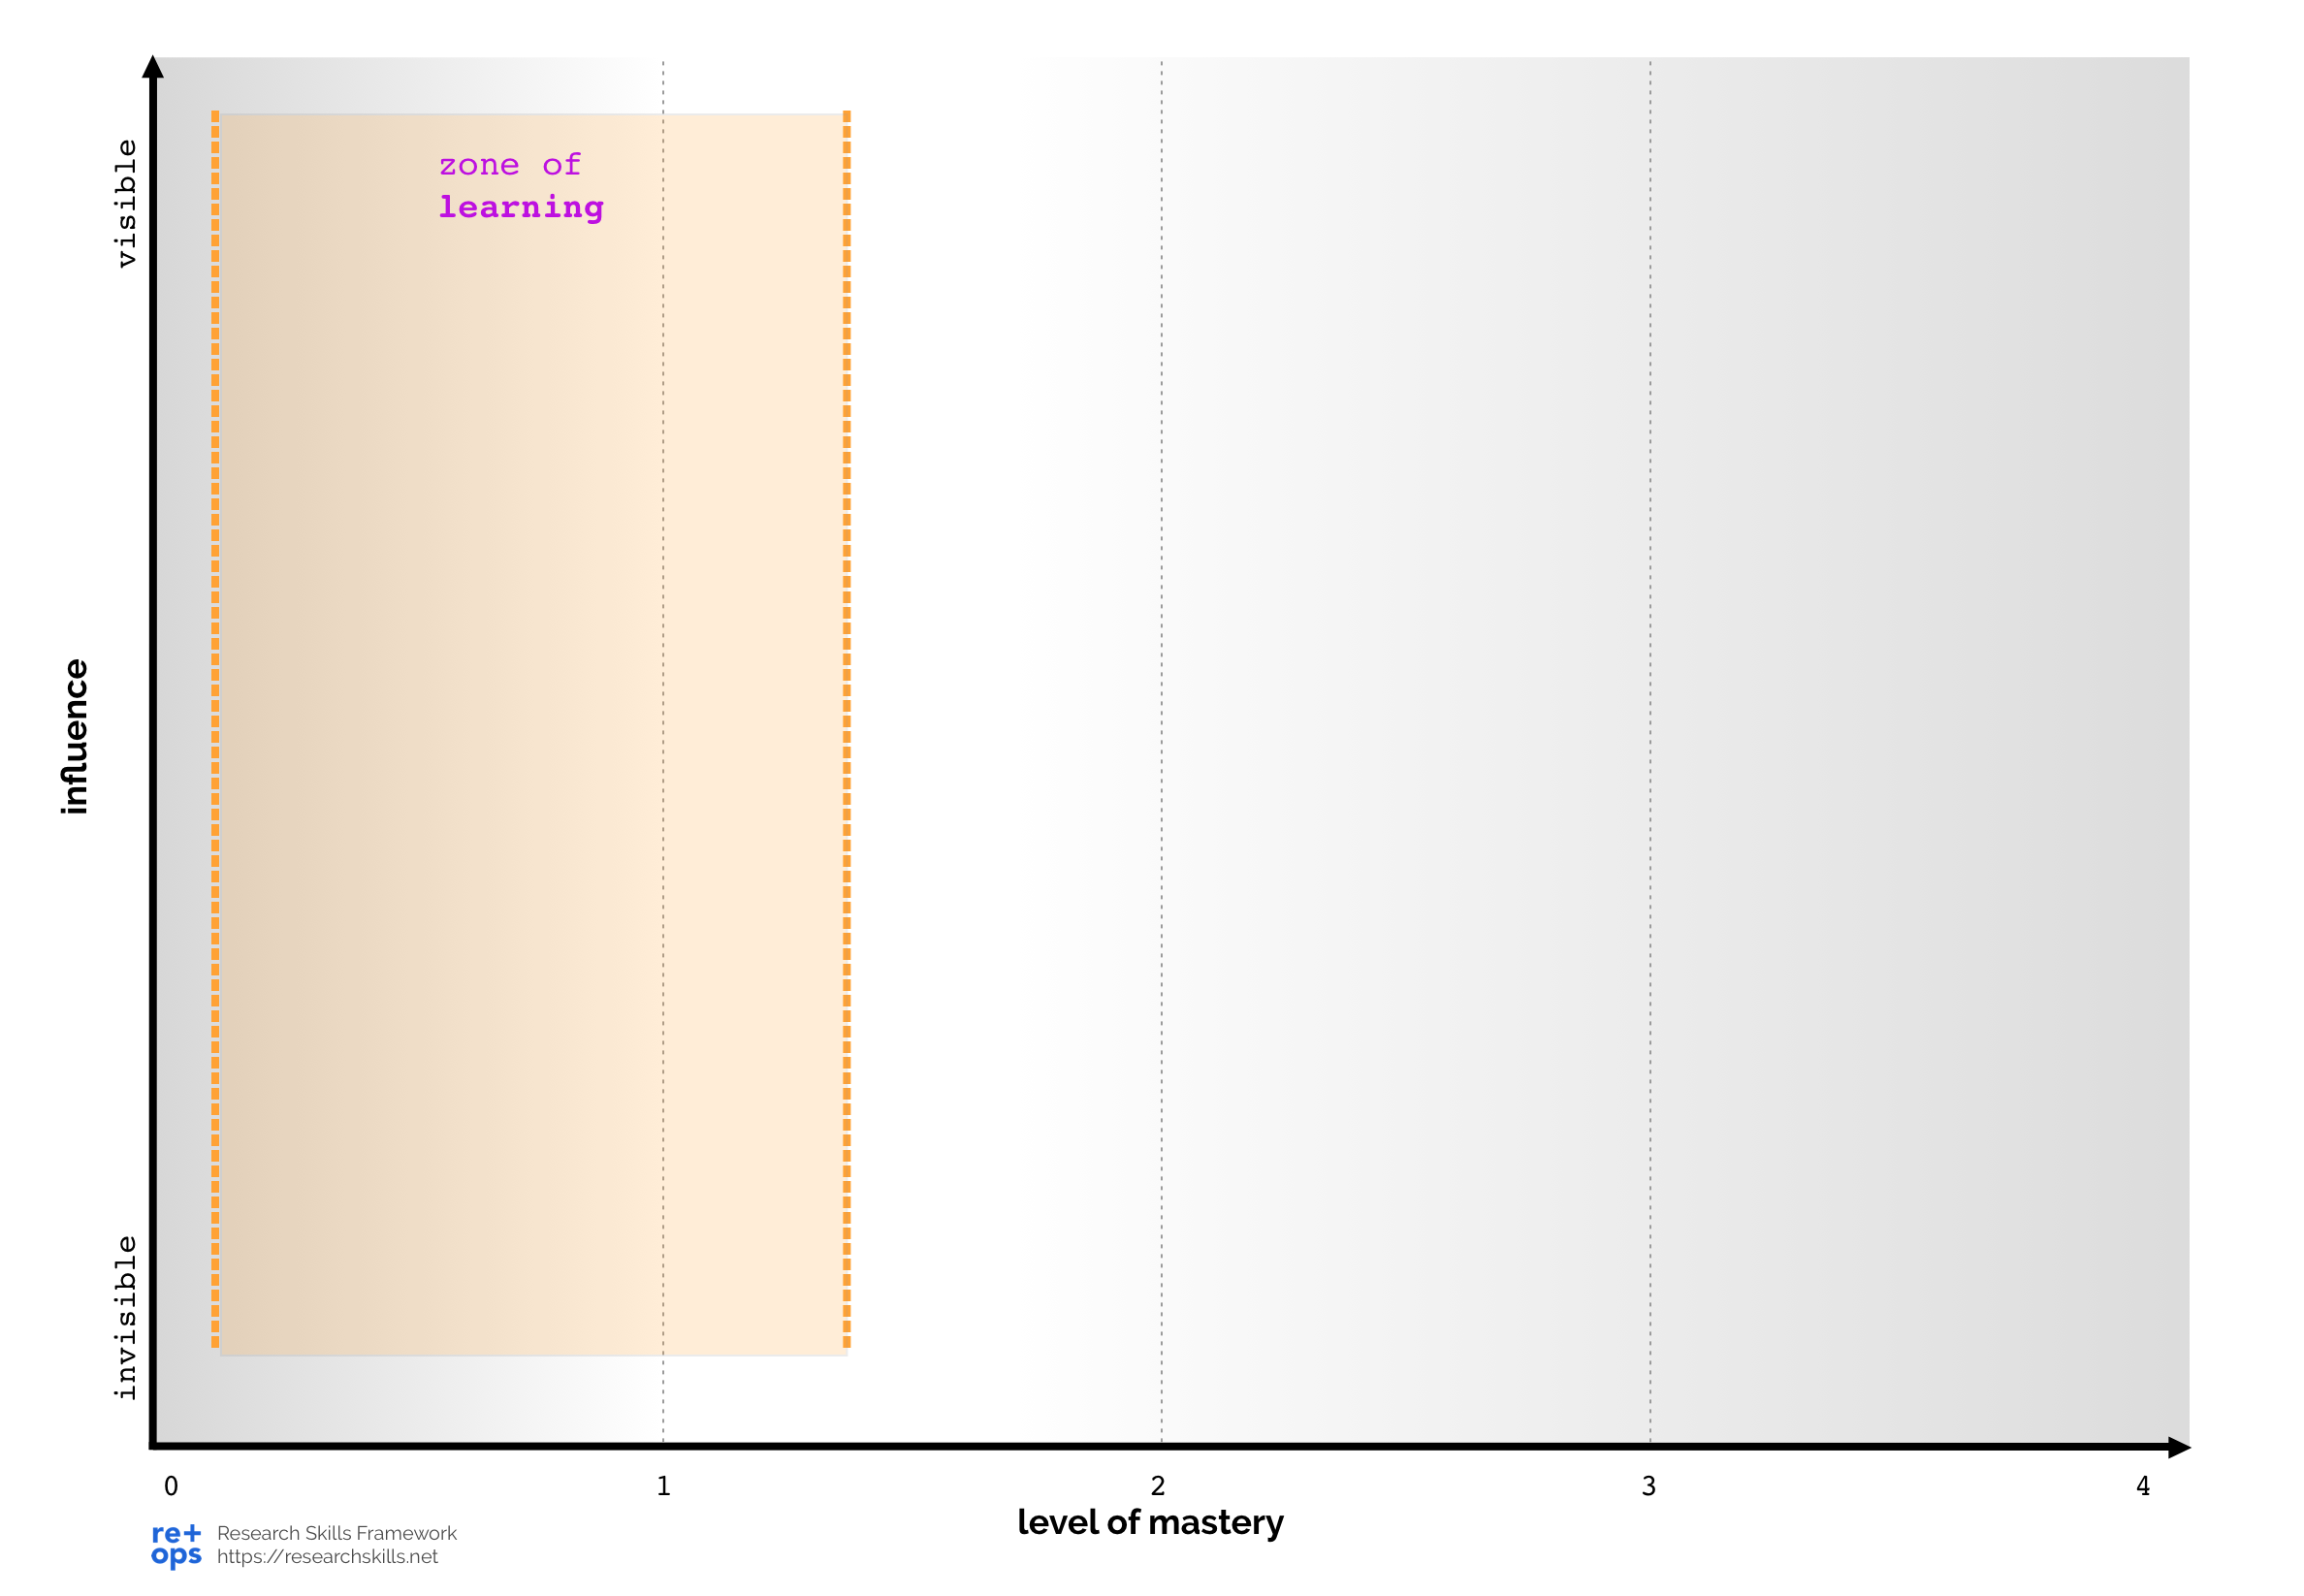 visible
zone of
learning
influence
invisible
0 1 2 3 4
level of mastery
re+
ops
Research Skills Framework
https://researchskills.net